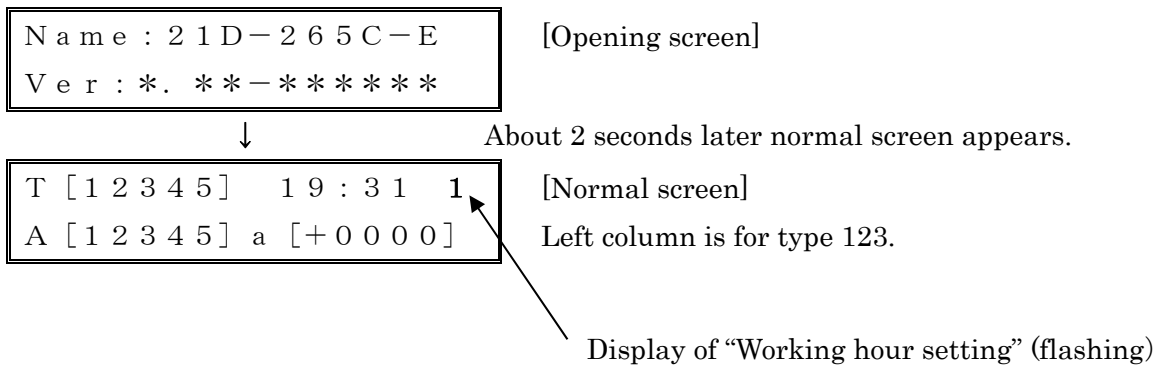 Name:21D-265C-E [Opening screen]
Ver:*.**-******
↓ About 2 seconds later normal screen appears.
T [12345] 19:31 1 [Normal screen]
A [12345] a [+0000] Left column is for type 123.
Display of “Working hour setting” (flashing)